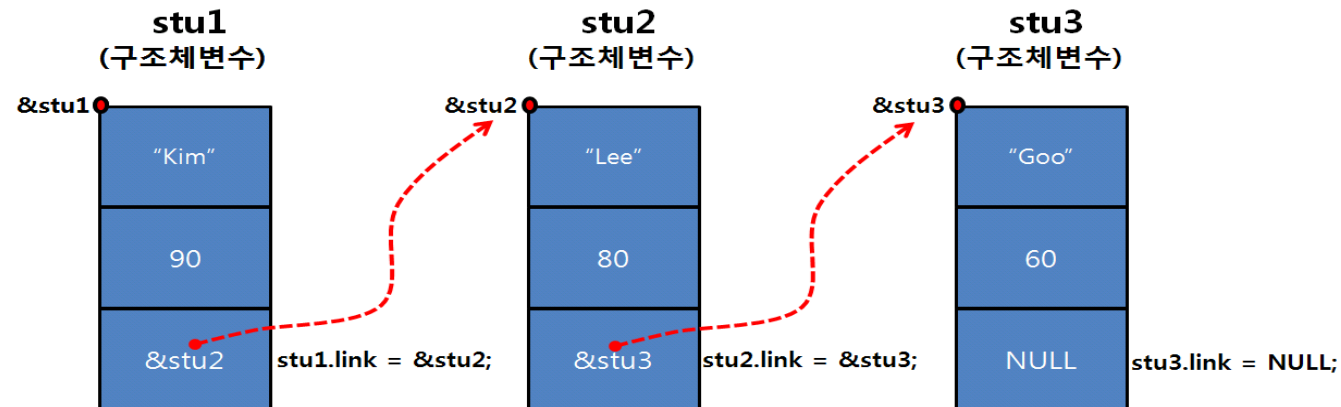 stu1
(구조체변수)
&stu1
"Kim"
90
&stu2
stu1.link = &stu2;
stu2
(구조체변수)
&stu2
"Lee"
80
&stu3
stu2.link = &stu3;
stu3
(구조체변수)
&stu3
"Goo"
60
NULL
stu3.link = NULL;